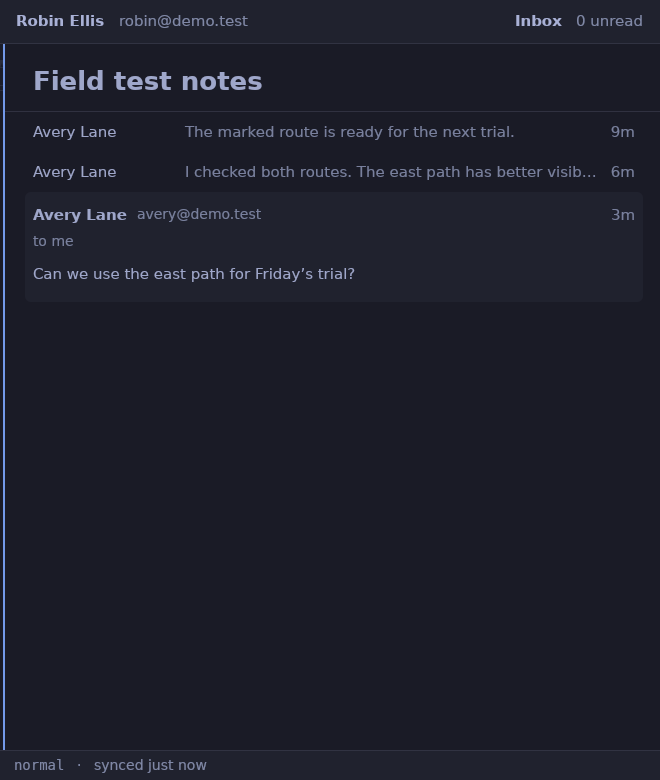 Robin Ellis robin@demo.test Inbox 0 unread
Field test notes
Avery Lane The marked route is ready for the next trial. 9m
Avery Lane I checked both routes. The east path has better visib… 6m
Avery Lane avery@demo.test 3m
to me
Can we use the east path for Friday’s trial?
normal · synced just now